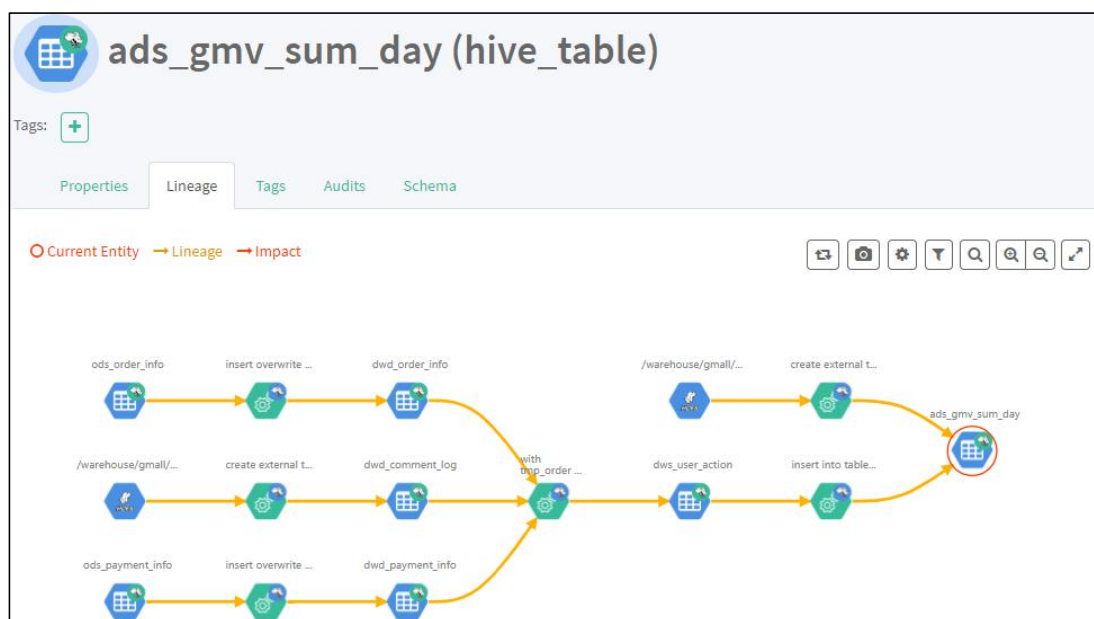 ads_gmv_sum_day (hive_table)
Tags:
Properties Lineage Tags Audits Schema
Current Entity Lineage Impact
ods_order_info insert overwrite ... dwd_order_info /warehouse/gmall/... create external t...
ads_gmv_sum_day
/warehouse/gmall/... create external t... dwd_comment_log with
tmp_order ... dws_user_action insert into table...
ods_payment_info insert overwrite ... dwd_payment_info